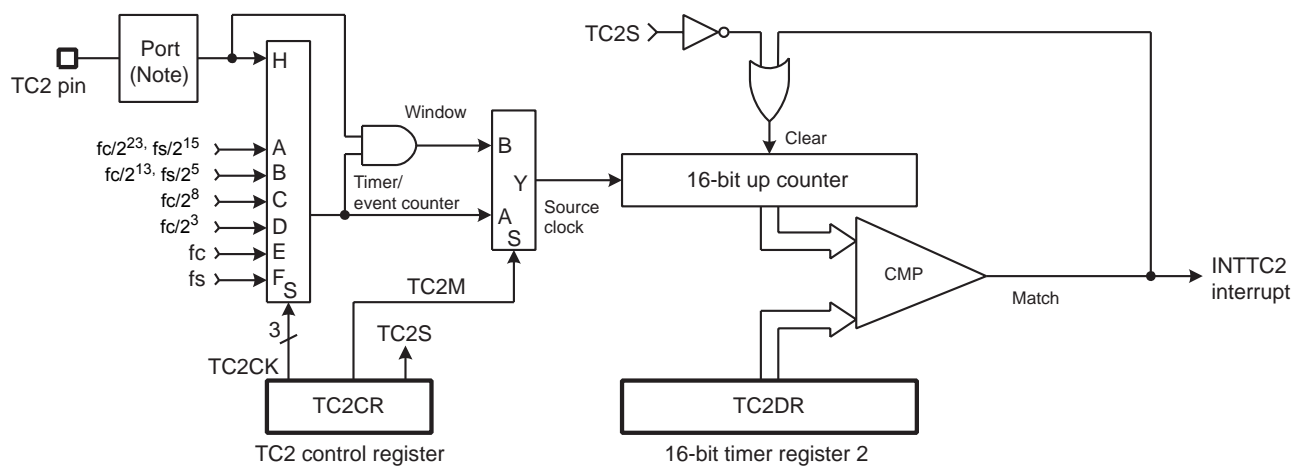 TC2 pin
Port
(Note)
H
fc/2^23, fs/2^15
A
fc/2^13, fs/2^5
B
fc/2^8
C
fc/2^3
D
fc
E
fs
F
S
3
TC2CK
Window
Timer/
event counter
B
Y
A
S
Source
clock
TC2M
TC2S
TC2CR
TC2 control register
TC2S
Clear
16-bit up counter
CMP
Match
INTTC2
interrupt
TC2DR
16-bit timer register 2